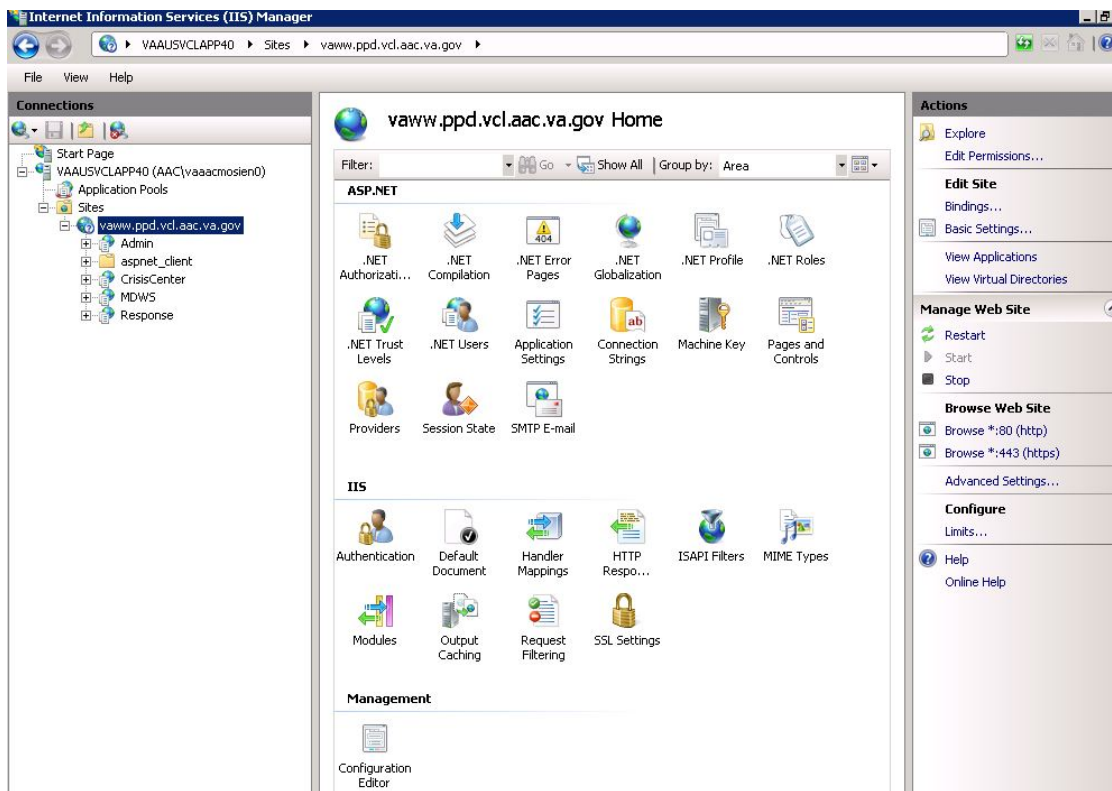 Internet Information Services (IIS) Manager
VAAUSVCLAPP40 Sites vaww.ppd.vcl.aac.va.gov
File View Help
Connections
Start Page
VAAUSVCLAPP40 (AAC\vaaacmosien0)
Application Pools
Sites
vaww.ppd.vcl.aac.va.gov
Admin
aspnet_client
CrisisCenter
MDWS
Response
vaww.ppd.vcl.aac.va.gov Home
Filter: Go Show All Group by: Area
ASP.NET
.NET Authorizati...
.NET Compilation
.NET Error Pages
404
.NET Globalization
.NET Profile
.NET Roles
.NET Trust Levels
.NET Users
Application Settings
ab
Connection Strings
Machine Key
Pages and Controls
Providers
Session State
SMTP E-mail
IIS
Authentication
Default Document
Handler Mappings
HTTP Respo...
ISAPI Filters
MIME Types
Modules
Output Caching
Request Filtering
SSL Settings
Management
Configuration Editor
Actions
Explore
Edit Permissions...
Edit Site
Bindings...
Basic Settings...
View Applications
View Virtual Directories
Manage Web Site
Restart
Start
Stop
Browse Web Site
Browse *:80 (http)
Browse *:443 (https)
Advanced Settings...
Configure
Limits...
Help
Online Help